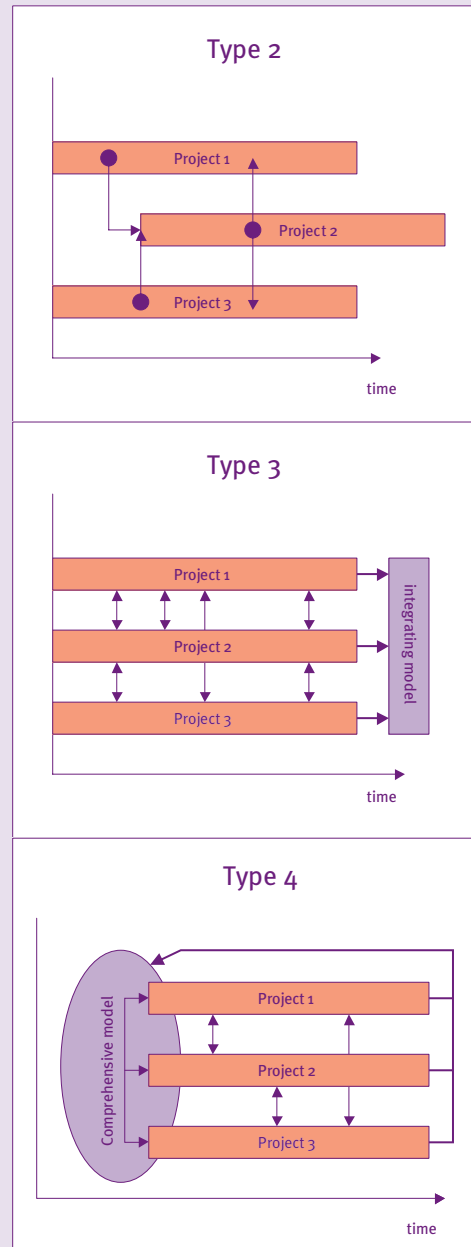 Type 2
Project 1
Project 2
Project 3
time
Type 3
Project 1
Project 2
Project 3
integrating model
time
Type 4
Comprehensive model
Project 1
Project 2
Project 3
time